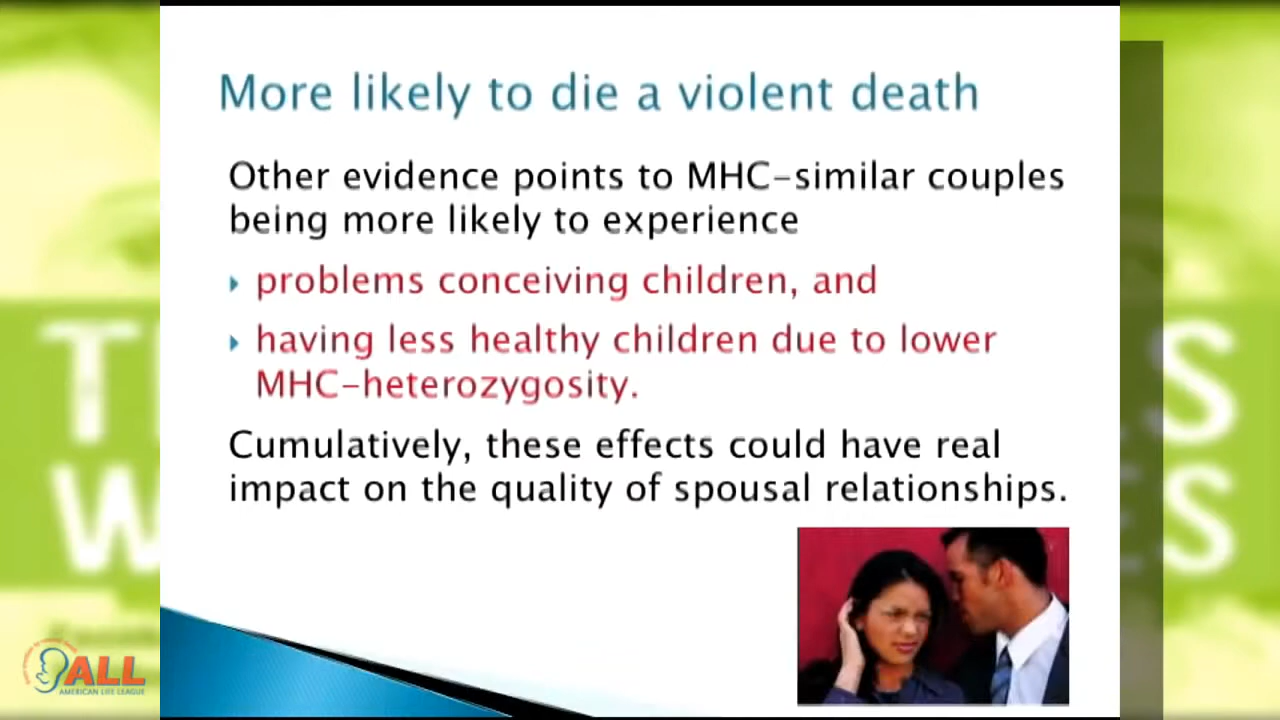 More likely to die a violent death
Other evidence points to MHC-similar couples
being more likely to experience
problems conceiving children, and
having less healthy children due to lower
MHC-heterozygosity.
Cumulatively, these effects could have real
impact on the quality of spousal relationships.
ALL
AMERICAN LIFE LEAGUE